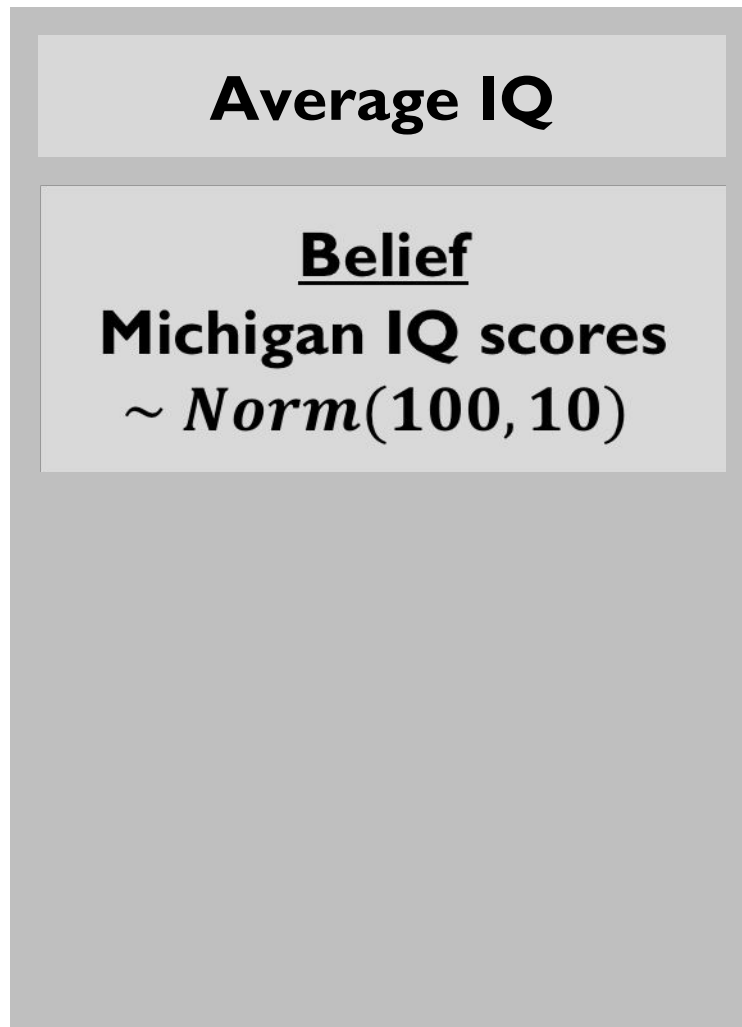 Average IQ
Belief
Michigan IQ scores
~ Norm(100, 10)